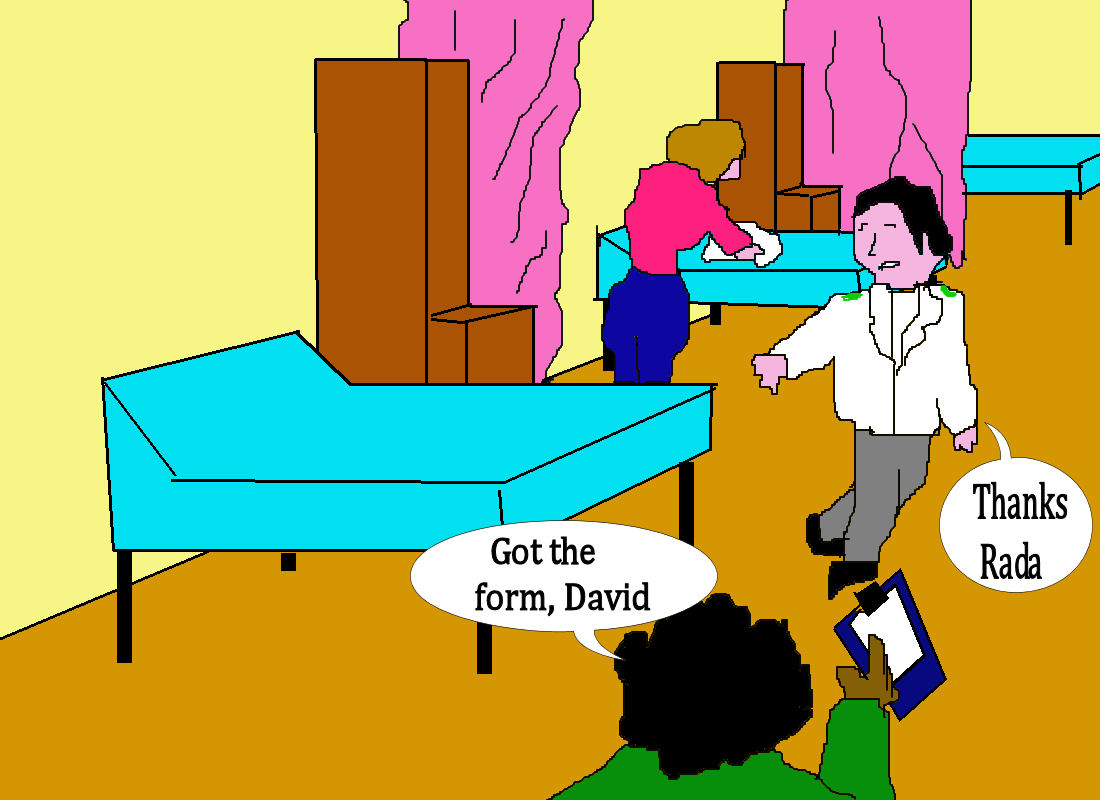 Got the
form, David
Thanks
Rada